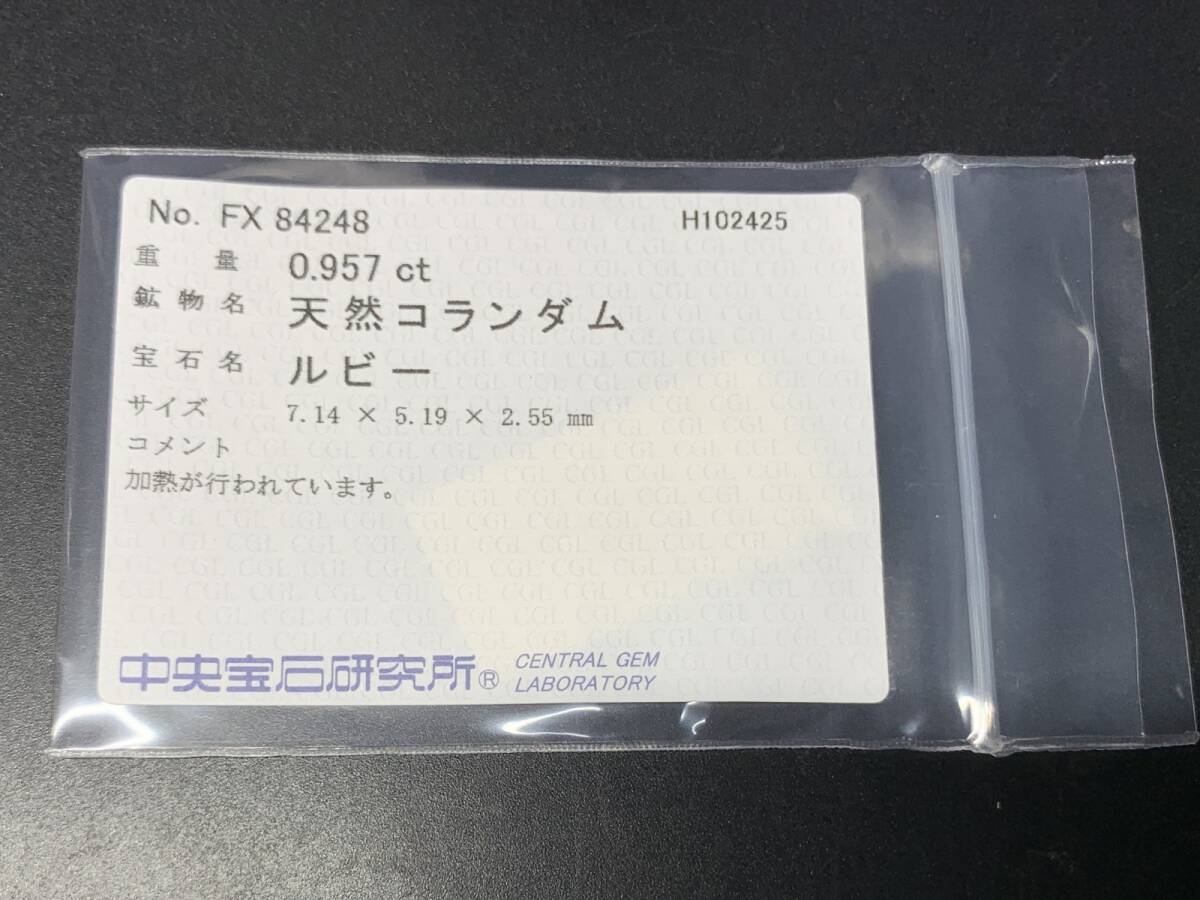 No. FX 84248 H102425
重量 0.957 ct
鉱物名 天然コランダム
宝石名 ルビー
サイズ 7.14 × 5.19 × 2.55 mm
コメント
加熱が行われています。
中央宝石研究所® CENTRAL GEM
LABORATORY